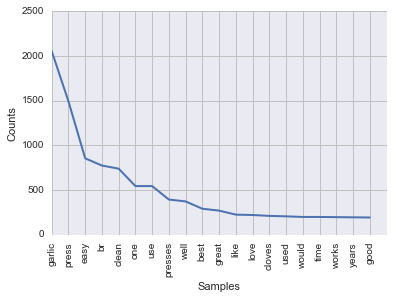 2500
2000
1500
1000
500
0
Counts
garlic
press
easy
br
clean
one
use
presses
well
best
great
like
love
cloves
used
would
time
works
years
good
Samples